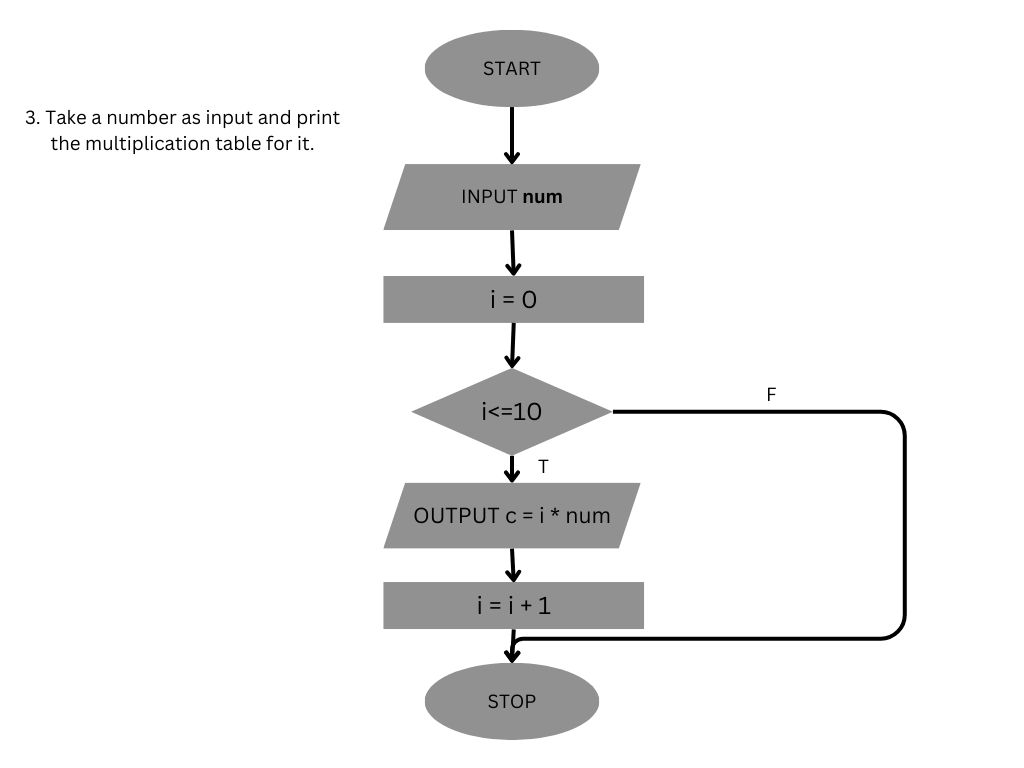 START
3. Take a number as input and print
the multiplication table for it.
INPUT num
i = 0
i<=10
F
T
OUTPUT c = i * num
i = i + 1
STOP